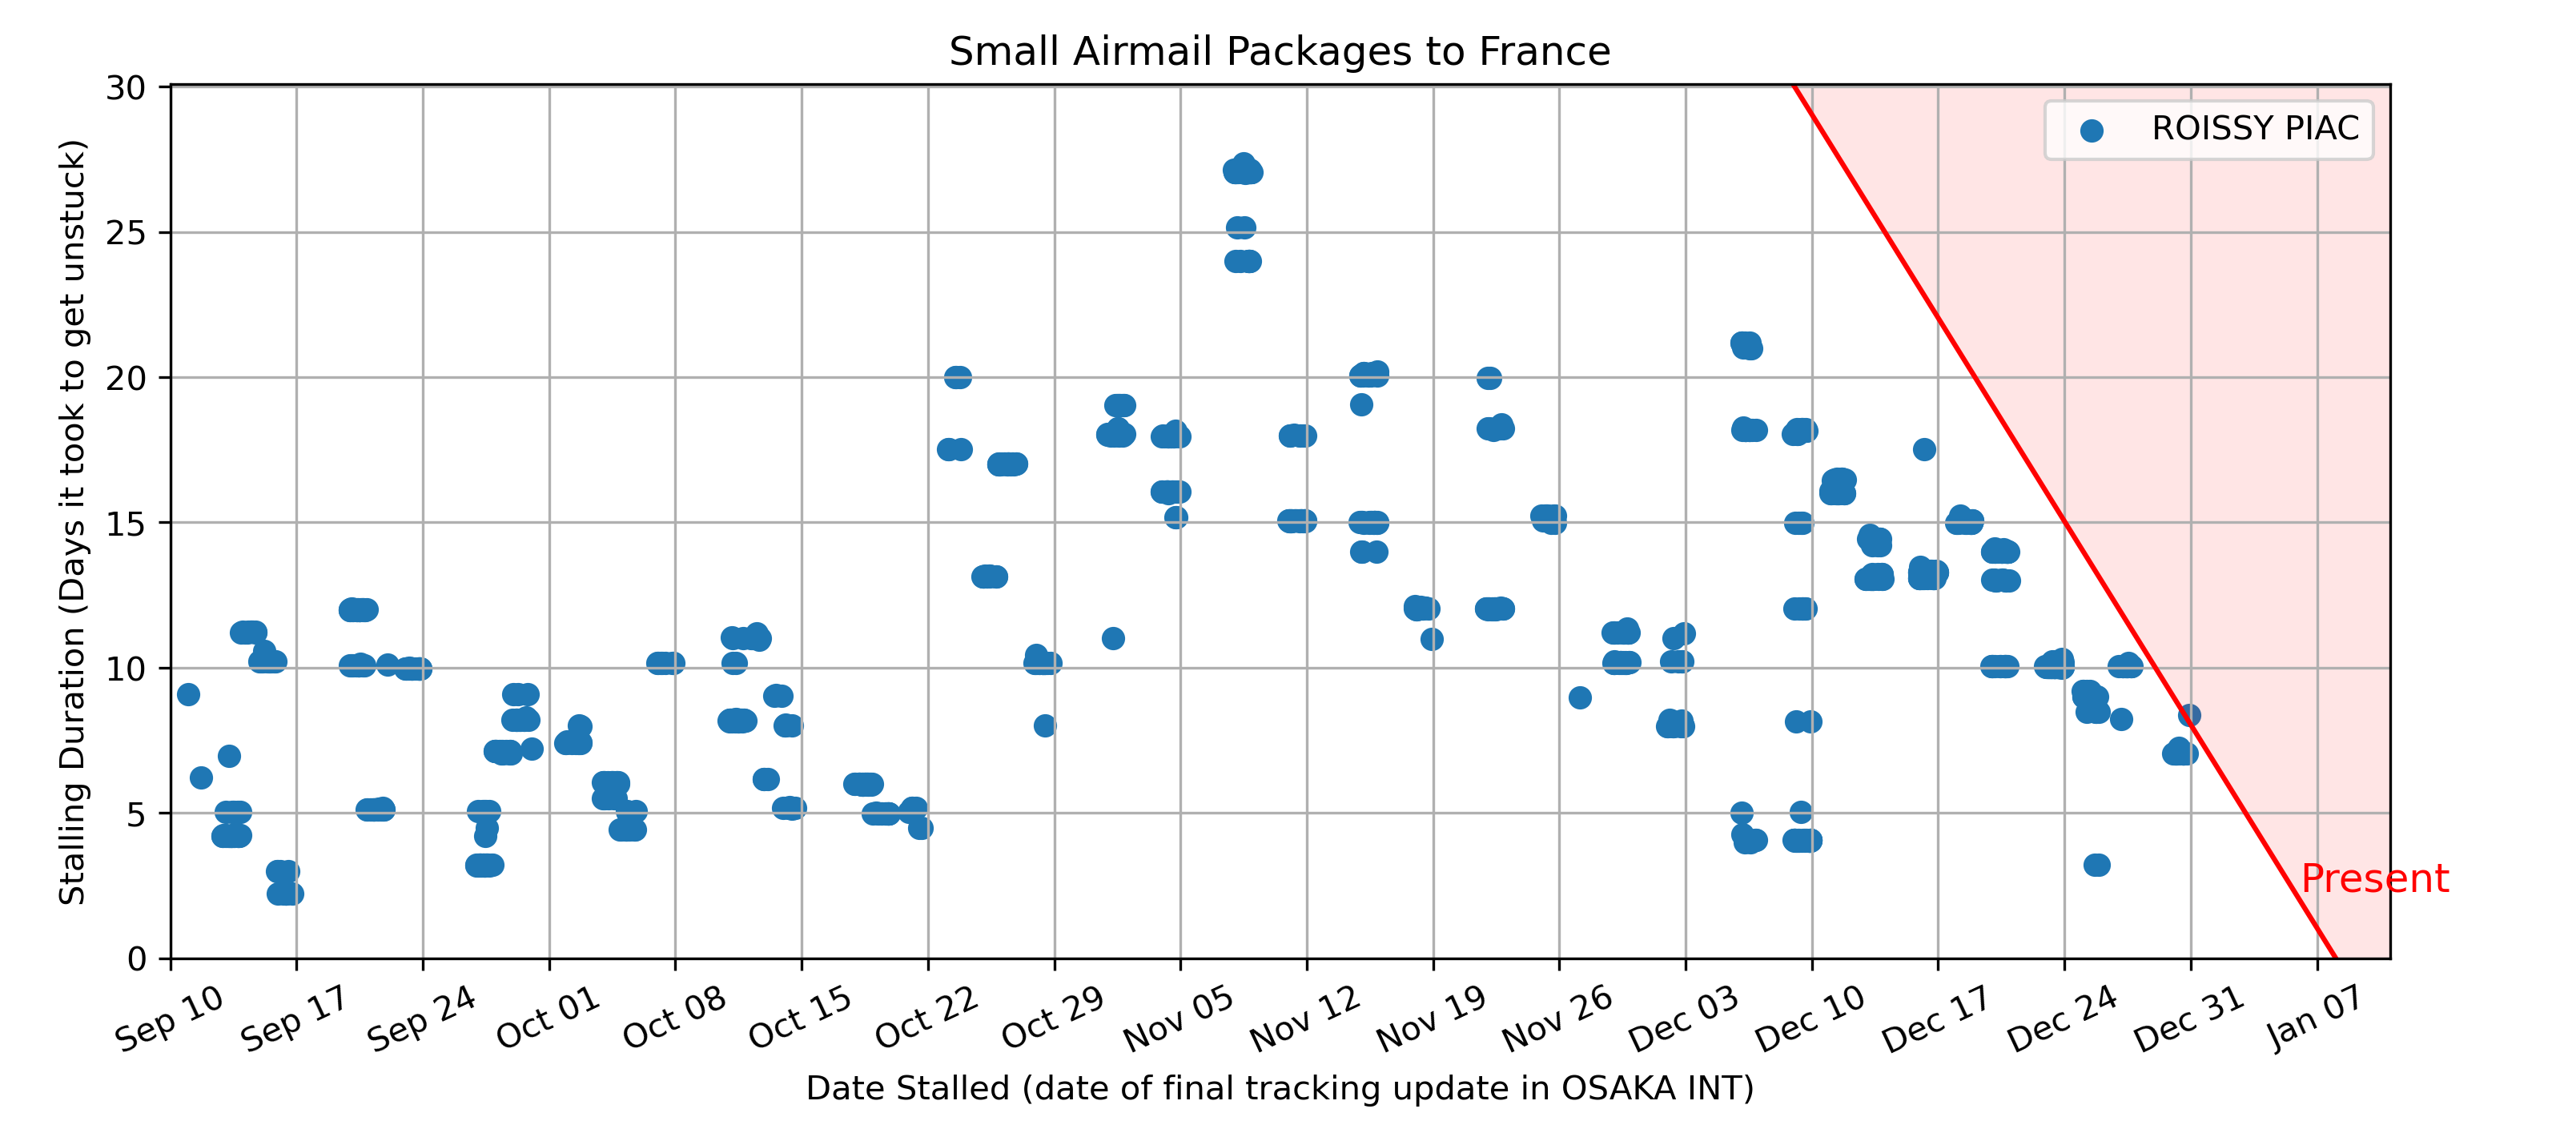 Small Airmail Packages to France
Stalling Duration (Days it took to get unstuck)
30
25
20
15
10
5
0
ROISSY PIAC
Present
Sep 10
Sep 17
Sep 24
Oct 01
Oct 08
Oct 15
Oct 22
Oct 29
Nov 05
Nov 12
Nov 19
Nov 26
Dec 03
Dec 10
Dec 17
Dec 24
Dec 31
Jan 07
Date Stalled (date of final tracking update in OSAKA INT)